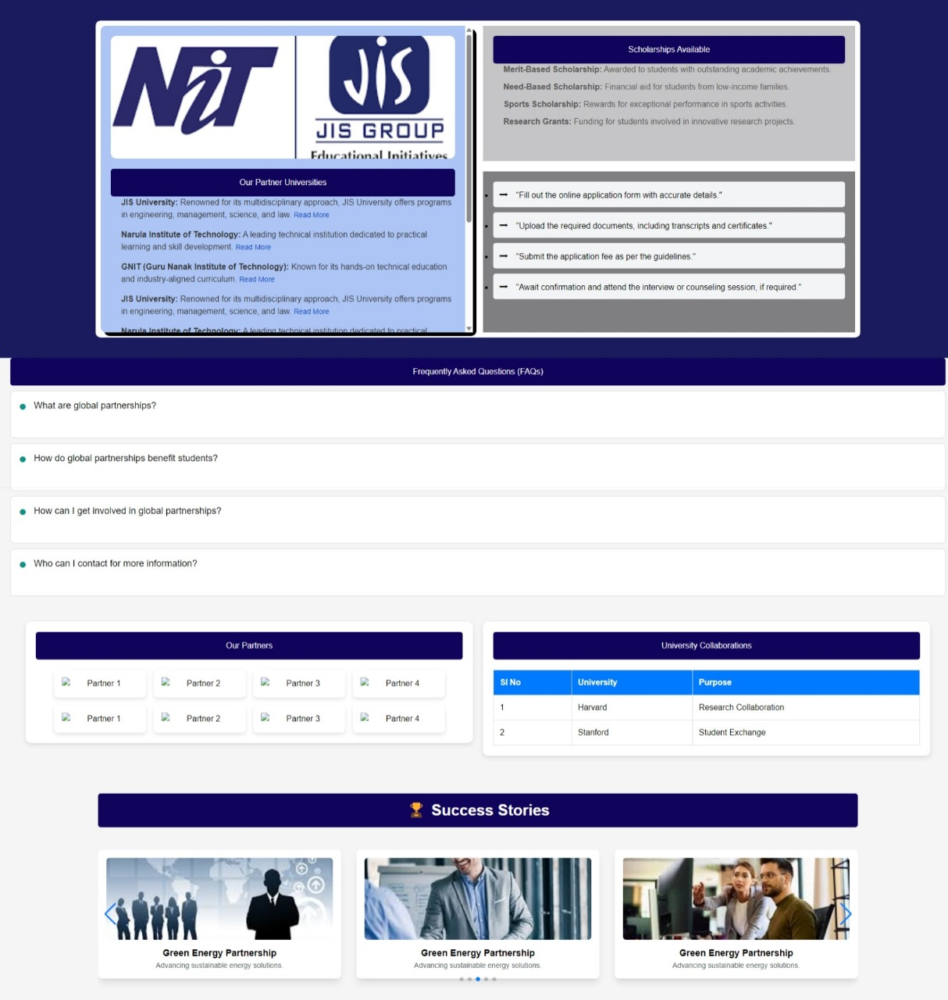 NiT
JIS
JIS GROUP
Educational Initiatives
Our Partner Universities
JIS University: Renowned for its multidisciplinary approach, JIS University offers programs
in engineering, management, science, and law. Read More
Narula Institute of Technology: A leading technical institution dedicated to practical
learning and skill development. Read More
GNIT (Guru Nanak Institute of Technology): Known for its hands-on technical education
and industry-aligned curriculum. Read More
JIS University: Renowned for its multidisciplinary approach, JIS University offers programs
in engineering, management, science, and law. Read More
Narula Institute of Technology: A leading technical institution dedicated to practical
Scholarships Available
Merit-Based Scholarship: Awarded to students with outstanding academic achievements.
Need-Based Scholarship: Financial aid for students from low-income families.
Sports Scholarship: Rewards for exceptional performance in sports activities.
Research Grants: Funding for students involved in innovative research projects.
"Fill out the online application form with accurate details."
"Upload the required documents, including transcripts and certificates."
"Submit the application fee as per the guidelines."
"Await confirmation and attend the interview or counseling session, if required."
Frequently Asked Questions (FAQs)
What are global partnerships?
How do global partnerships benefit students?
How can I get involved in global partnerships?
Who can I contact for more information?
Our Partners
Partner 1 Partner 2 Partner 3 Partner 4
Partner 1 Partner 2 Partner 3 Partner 4
University Collaborations
Sl No University Purpose
1 Harvard Research Collaboration
2 Stanford Student Exchange
🏆 Success Stories
Green Energy Partnership
Advancing sustainable energy solutions.
Green Energy Partnership
Advancing sustainable energy solutions.
Green Energy Partnership
Advancing sustainable energy solutions.